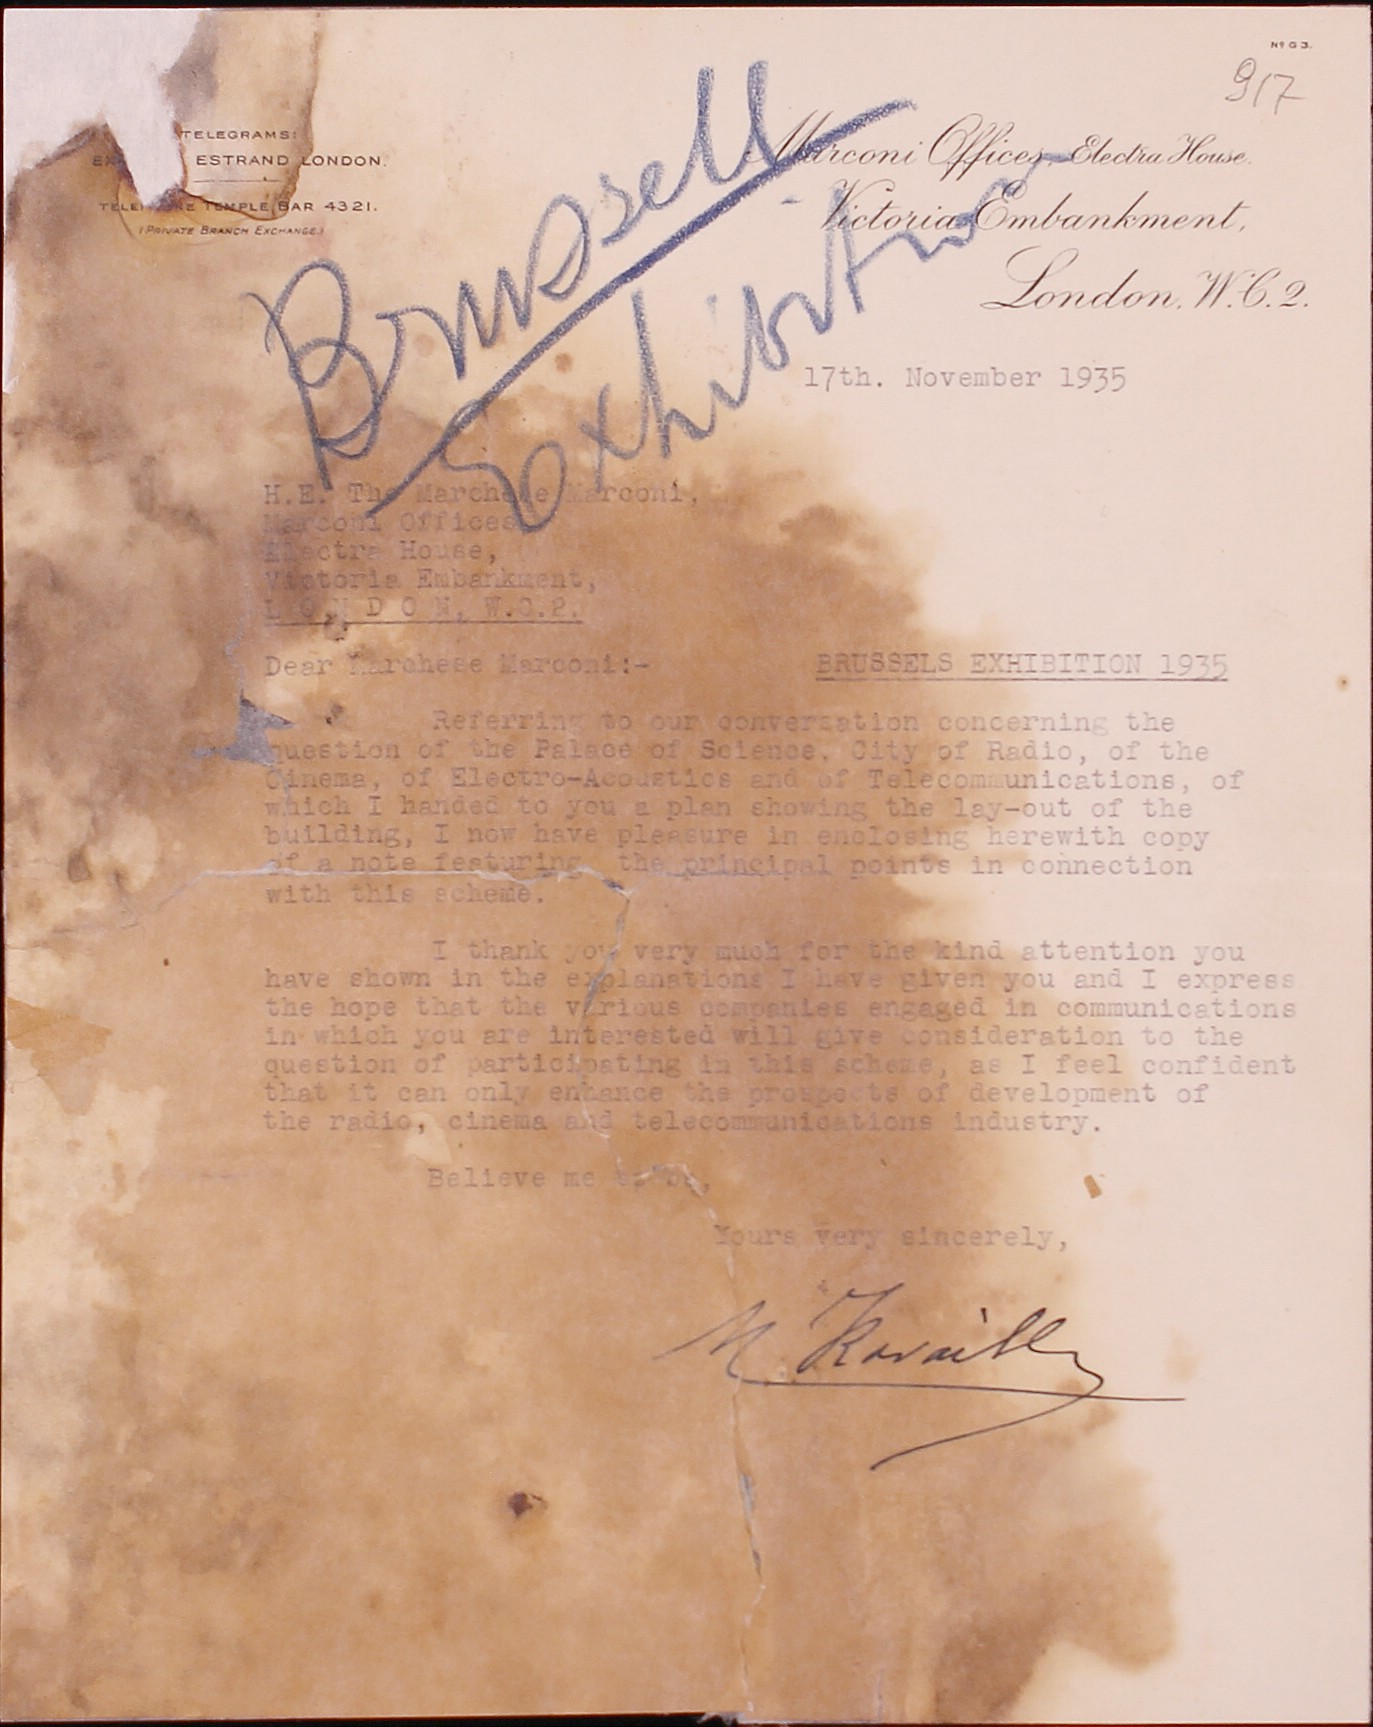 Nº G 3.
917
TELEGRAMS:
ESTRAND LONDON.
TELEPHONE TEMPLE BAR 4321.
(PRIVATE BRANCH EXCHANGE.)
Marconi Offices, Electra House.
Victoria Embankment,
London, W.C.2.
Brussell
Exhibition
17th. November 1935
H.E. The Marchese Marconi,
Marconi Offices,
Electra House,
Victoria Embankment,
L O N D O N, W.C.2.
Dear Marchese Marconi:-
BRUSSELS EXHIBITION 1935
Referring to our conversation concerning the
question of the Palace of Science, City of Radio, of the
Cinema, of Electro-Acoustics and of Telecommunications, of
which I handed to you a plan showing the lay-out of the
building, I now have pleasure in enclosing herewith copy
of a note featuring the principal points in connection
with this scheme.
I thank you very much for the kind attention you
have shown in the explanations I have given you and I express
the hope that the various companies engaged in communications
in which you are interested will give consideration to the
question of participating in this scheme, as I feel confident
that it can only enhance the prospects of development of
the radio, cinema and telecommunications industry.
Believe me to be,
Yours very sincerely,